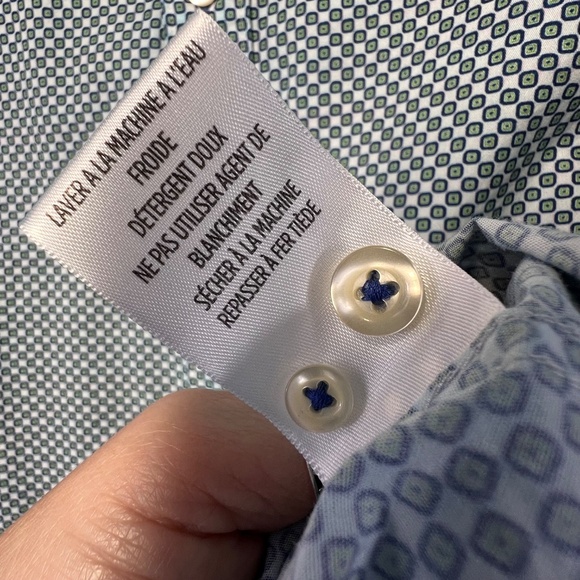 LAVER A LA MACHINE A L'EAU
FROIDE
DÉTERGENT DOUX
NE PAS UTILISER AGENT DE
BLANCHIMENT
SÉCHER À LA MACHINE
REPASSER À FER TIÈDE